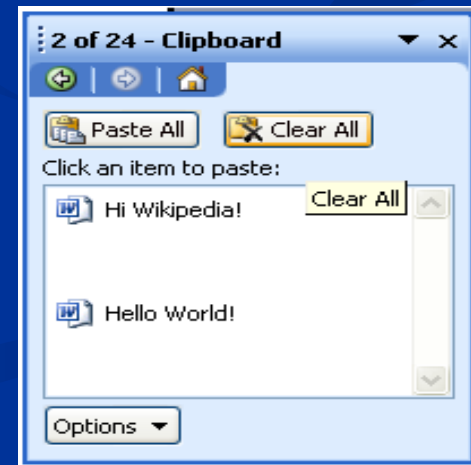 2 of 24 - Clipboard
Paste All Clear All
Click an item to paste:
Clear All
Hi Wikipedia!
Hello World!
Options